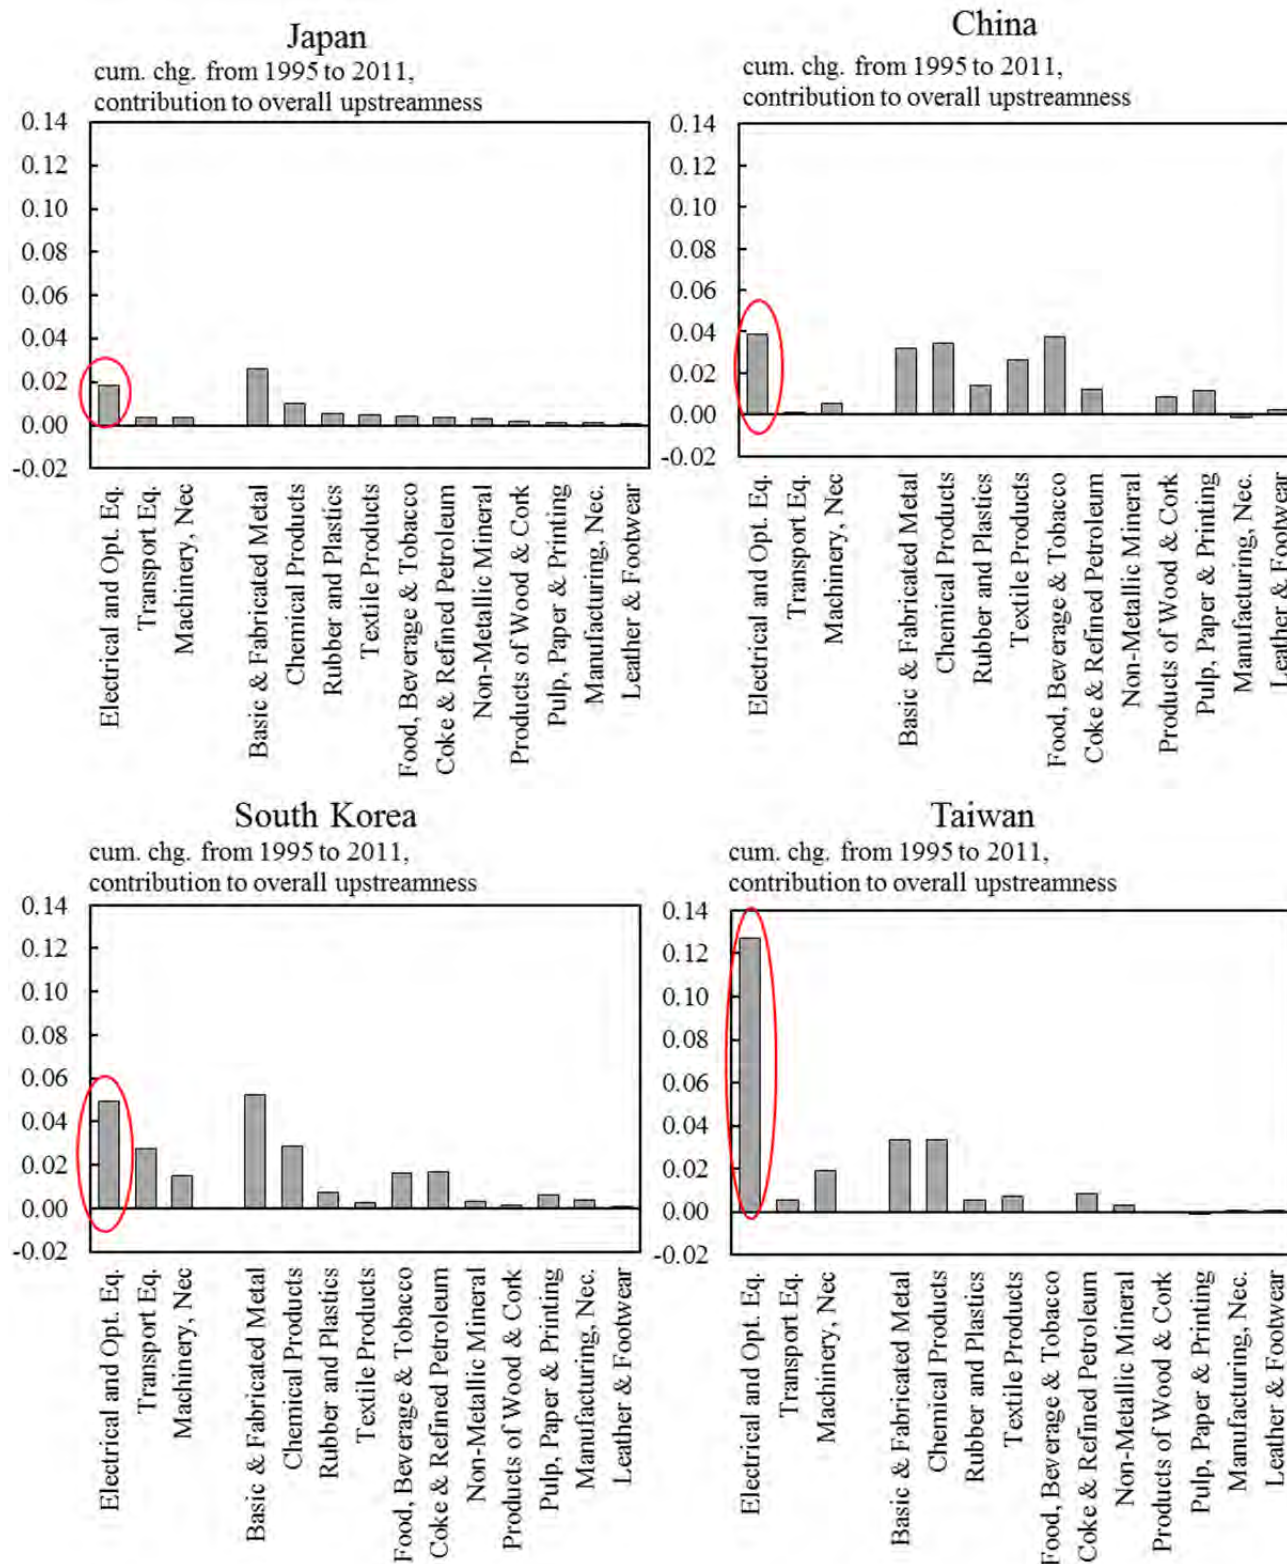 Japan
cum. chg. from 1995 to 2011,
contribution to overall upstreamness
0.14
0.12
0.10
0.08
0.06
0.04
0.02
0.00
-0.02
Electrical and Opt. Eq.
Transport Eq.
Machinery, Nec
Basic & Fabricated Metal
Chemical Products
Rubber and Plastics
Textile Products
Food, Beverage & Tobacco
Coke & Refined Petroleum
Non-Metallic Mineral
Products of Wood & Cork
Pulp, Paper & Printing
Manufacturing, Nec.
Leather & Footwear
China
cum. chg. from 1995 to 2011,
contribution to overall upstreamness
0.14
0.12
0.10
0.08
0.06
0.04
0.02
0.00
-0.02
Electrical and Opt. Eq.
Transport Eq.
Machinery, Nec
Basic & Fabricated Metal
Chemical Products
Rubber and Plastics
Textile Products
Food, Beverage & Tobacco
Coke & Refined Petroleum
Non-Metallic Mineral
Products of Wood & Cork
Pulp, Paper & Printing
Manufacturing, Nec.
Leather & Footwear
South Korea
cum. chg. from 1995 to 2011,
contribution to overall upstreamness
0.14
0.12
0.10
0.08
0.06
0.04
0.02
0.00
-0.02
Electrical and Opt. Eq.
Transport Eq.
Machinery, Nec
Basic & Fabricated Metal
Chemical Products
Rubber and Plastics
Textile Products
Food, Beverage & Tobacco
Coke & Refined Petroleum
Non-Metallic Mineral
Products of Wood & Cork
Pulp, Paper & Printing
Manufacturing, Nec.
Leather & Footwear
Taiwan
cum. chg. from 1995 to 2011,
contribution to overall upstreamness
0.14
0.12
0.10
0.08
0.06
0.04
0.02
0.00
-0.02
Electrical and Opt. Eq.
Transport Eq.
Machinery, Nec
Basic & Fabricated Metal
Chemical Products
Rubber and Plastics
Textile Products
Food, Beverage & Tobacco
Coke & Refined Petroleum
Non-Metallic Mineral
Products of Wood & Cork
Pulp, Paper & Printing
Manufacturing, Nec.
Leather & Footwear